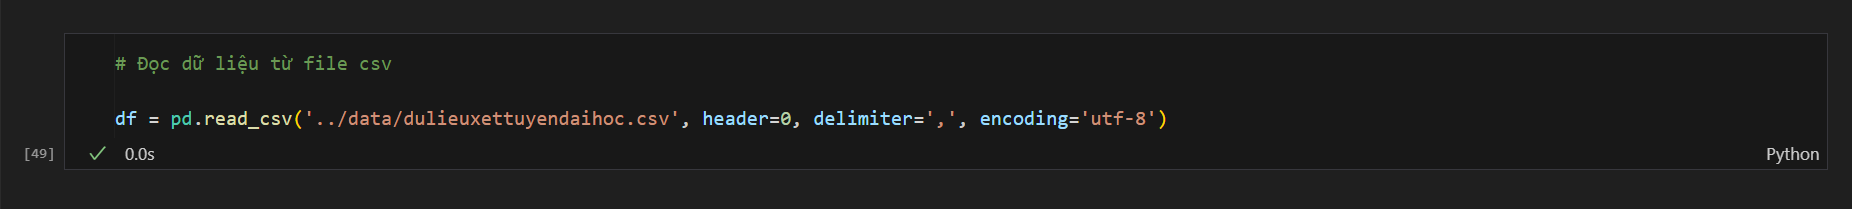 # Đọc dữ liệu từ file csv
df = pd.read_csv('../data/dulieuxettuyendaihoc.csv', header=0, delimiter=',', encoding='utf-8')
[49] ✓ 0.0s Python